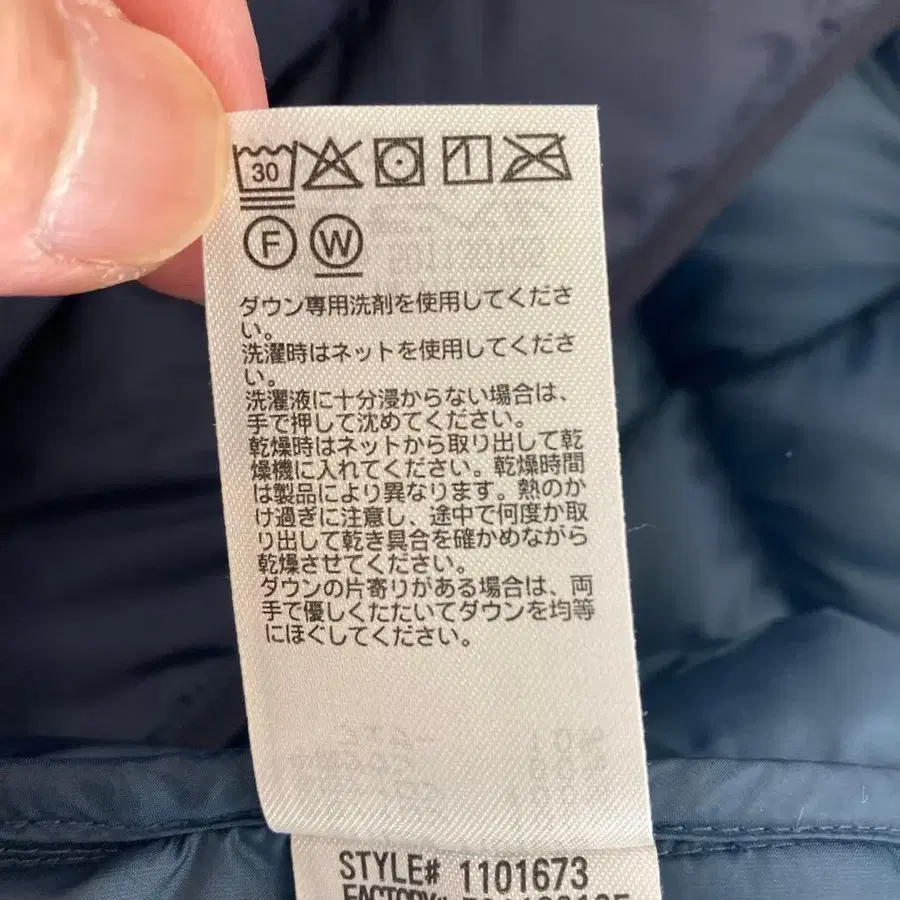 30
F W
ダウン専用洗剤を使用してくださ
い。
洗濯時はネットを使用してくださ
い。
洗濯液に十分浸からない場合は、
手で押して沈めてください。
乾燥時はネットから取り出して乾
燥機に入れてください。乾燥時間
は製品により異なります。熱のか
け過ぎに注意し、途中で何度か取
り出して乾き具合を確かめながら
乾燥させてください。
ダウンの片寄りがある場合は、両
手で優しくたたいてダウンを均等
にほぐしてください。
STYLE# 1101673
FACTORY#